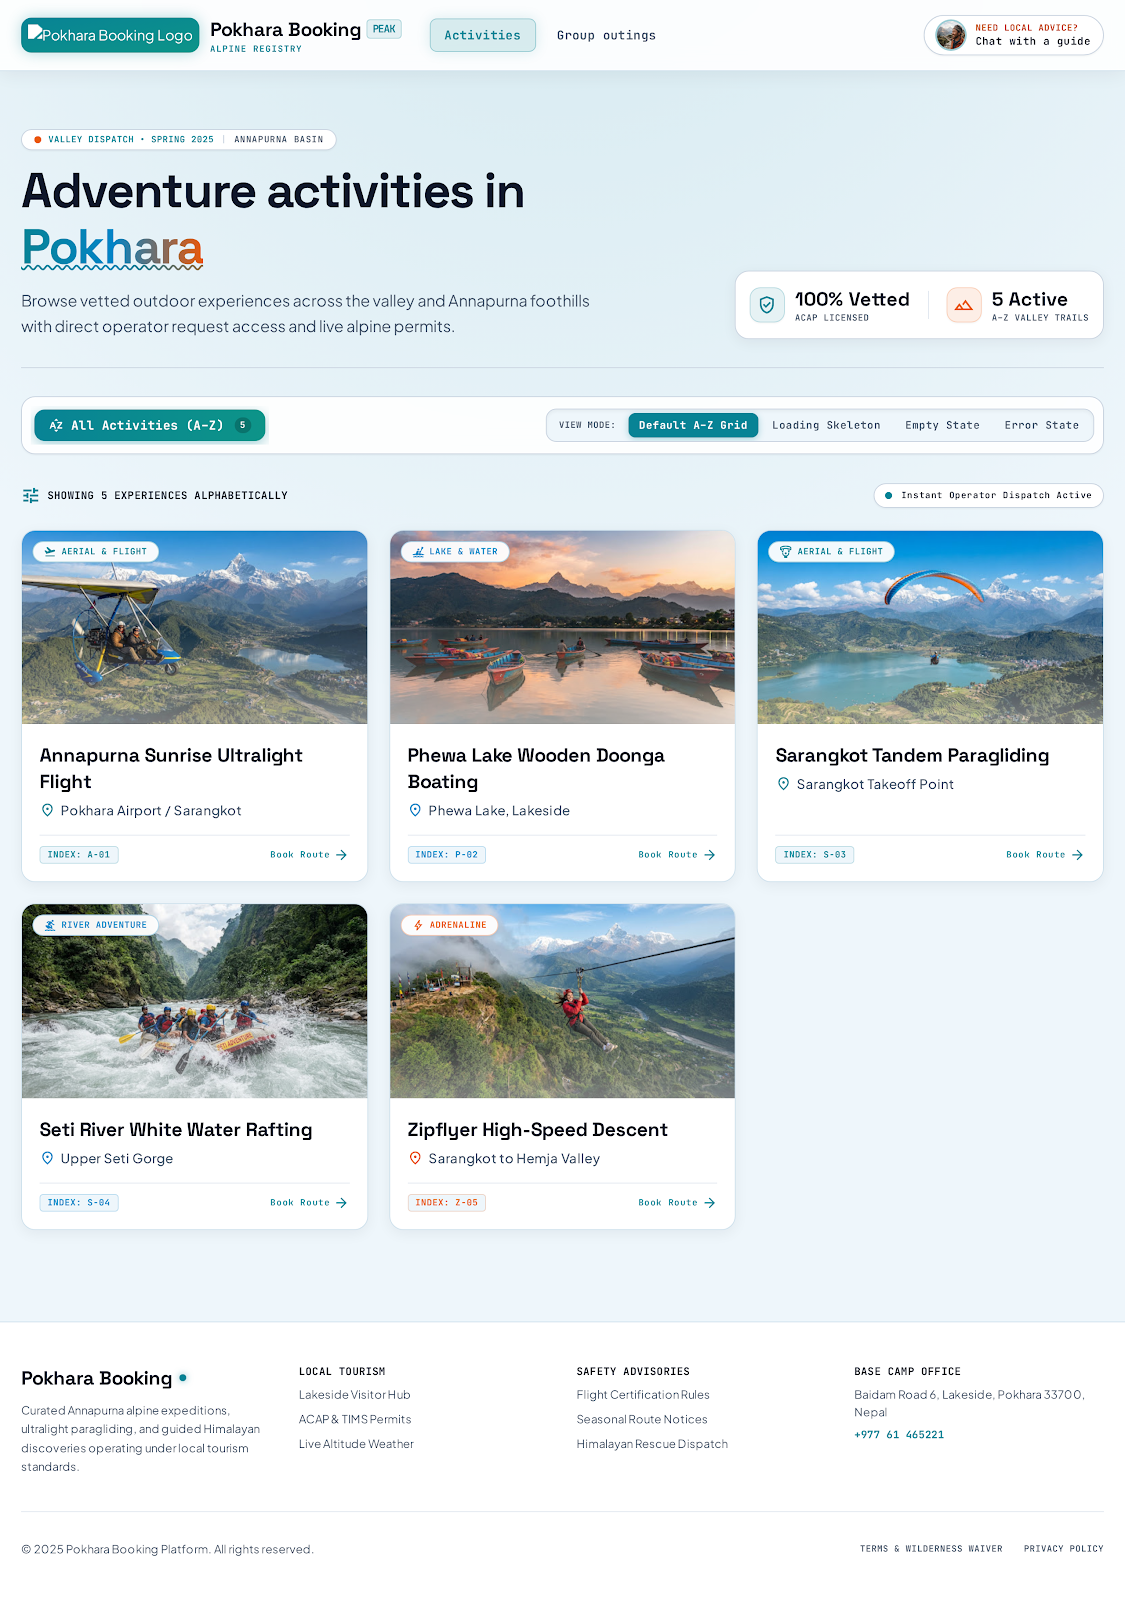 Pokhara Booking Logo
Pokhara Booking PEAK
ALPINE REGISTRY
Activities
Group outings
NEED LOCAL ADVICE?
Chat with a guide
VALLEY DISPATCH • SPRING 2025 | ANNAPURNA BASIN
Adventure activities in
Pokhara
Browse vetted outdoor experiences across the valley and Annapurna foothills
with direct operator request access and live alpine permits.
100% Vetted
ACAP LICENSED
5 Active
A–Z VALLEY TRAILS
All Activities (A–Z) 5
VIEW MODE:
Default A–Z Grid
Loading Skeleton
Empty State
Error State
SHOWING 5 EXPERIENCES ALPHABETICALLY
Instant Operator Dispatch Active
AERIAL & FLIGHT
Annapurna Sunrise Ultralight
Flight
Pokhara Airport / Sarangkot
INDEX: A-01
Book Route
LAKE & WATER
Phewa Lake Wooden Doonga
Boating
Phewa Lake, Lakeside
INDEX: P-02
Book Route
AERIAL & FLIGHT
Sarangkot Tandem Paragliding
Sarangkot Takeoff Point
INDEX: S-03
Book Route
RIVER ADVENTURE
Seti River White Water Rafting
Upper Seti Gorge
INDEX: S-04
Book Route
ADRENALINE
Zipflyer High-Speed Descent
Sarangkot to Hemja Valley
INDEX: Z-05
Book Route
Pokhara Booking
Curated Annapurna alpine expeditions,
ultralight paragliding, and guided Himalayan
discoveries operating under local tourism
standards.
LOCAL TOURISM
Lakeside Visitor Hub
ACAP & TIMS Permits
Live Altitude Weather
SAFETY ADVISORIES
Flight Certification Rules
Seasonal Route Notices
Himalayan Rescue Dispatch
BASE CAMP OFFICE
Baidam Road 6, Lakeside, Pokhara 33700,
Nepal
+977 61 465221
© 2025 Pokhara Booking Platform. All rights reserved.
TERMS & WILDERNESS WAIVER
PRIVACY POLICY